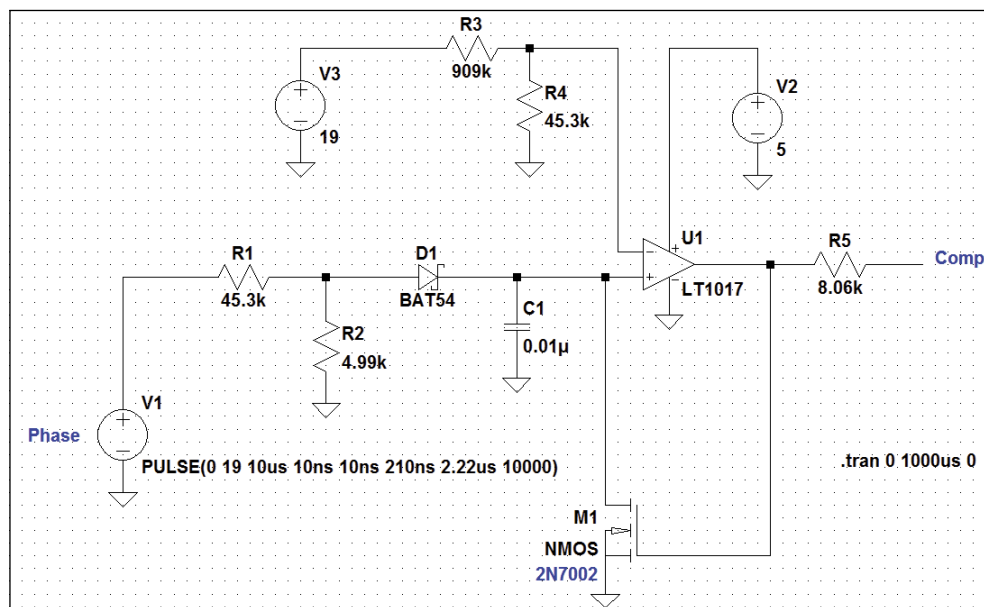 R3
909k
V3
19
R4
45.3k
V2
5
R1
45.3k
D1
BAT54
U1
LT1017
R5
8.06k
Comp
R2
4.99k
C1
0.01µ
V1
Phase
PULSE(0 19 10us 10ns 10ns 210ns 2.22us 10000)
.tran 0 1000us 0
M1
NMOS
2N7002